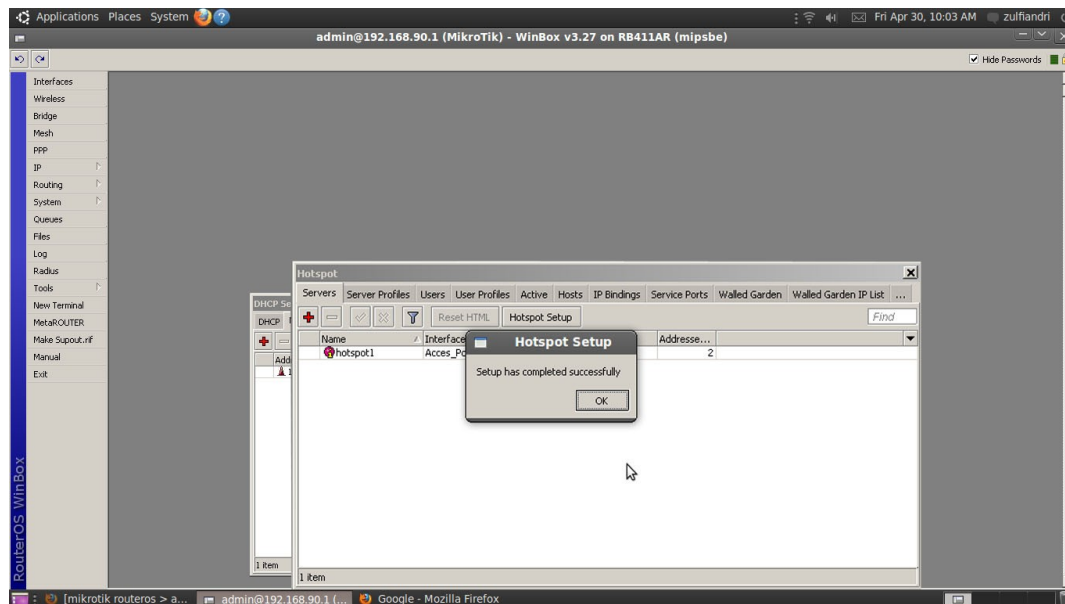 Applications Places System
Fri Apr 30, 10:03 AM zulfiandri
admin@192.168.90.1 (MikroTik) - WinBox v3.27 on RB411AR (mipsbe)
Hide Passwords
Interfaces
Wireless
Bridge
Mesh
PPP
IP
Routing
System
Queues
Files
Log
Radius
Tools
New Terminal
MetaROUTER
Make Supout.rif
Manual
Exit
RouterOS WinBox
DHCP Se
DHCP
Add
1 item
Hotspot
Servers Server Profiles Users User Profiles Active Hosts IP Bindings Service Ports Walled Garden Walled Garden IP List ...
Reset HTML Hotspot Setup Find
Name Interface Addresse...
hotspot1 Acces_Po 2
Hotspot Setup
Setup has completed successfully
OK
1 item
[mikrotik routeros > a... admin@192.168.90.1 (... Google - Mozilla Firefox